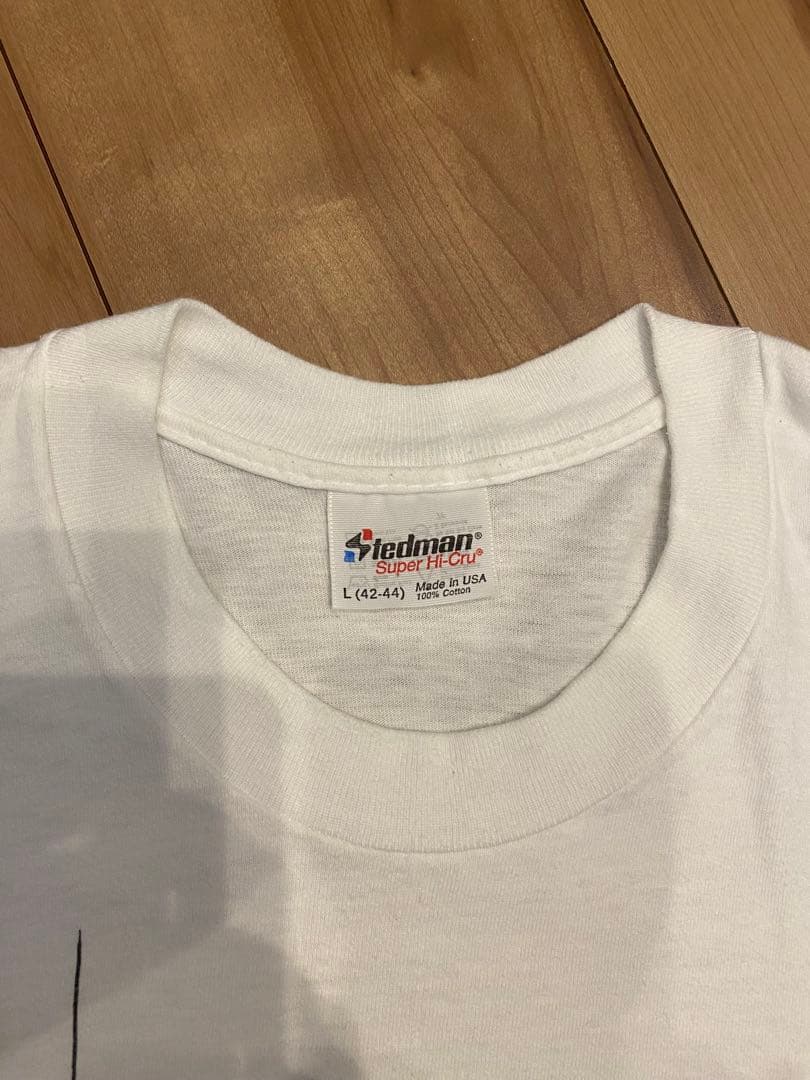 Stedman®
Super Hi-Cru®
L (42-44) Made in USA
100% Cotton